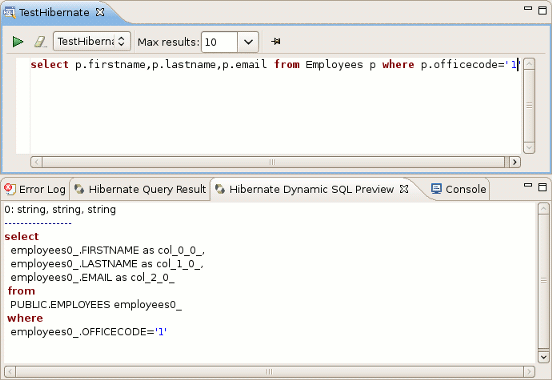 TestHibernate
TestHiberna Max results: 10
select p.firstname,p.lastname,p.email from Employees p where p.officecode='1'
Error Log Hibernate Query Result Hibernate Dynamic SQL Preview Console
0: string, string, string
-----------------
select
employees0_.FIRSTNAME as col_0_0_,
employees0_.LASTNAME as col_1_0_,
employees0_.EMAIL as col_2_0_
from
PUBLIC.EMPLOYEES employees0_
where
employees0_.OFFICECODE='1'